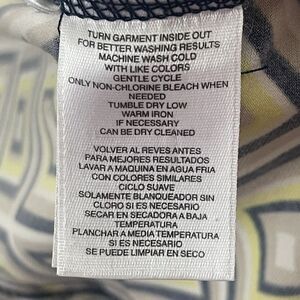 TURN GARMENT INSIDE OUT
FOR BETTER WASHING RESULTS
MACHINE WASH COLD
WITH LIKE COLORS
GENTLE CYCLE
ONLY NON-CHLORINE BLEACH WHEN
NEEDED
TUMBLE DRY LOW
WARM IRON
IF NECESSARY
CAN BE DRY CLEANED
VOLVER AL REVES ANTES
PARA MEJORES RESULTADOS
LAVAR A MAQUINA EN AGUA FRIA
CON COLORES SIMILARES
CICLO SUAVE
SOLAMENTE BLANQUEADOR SIN
CLORO SI ES NECESARIO
SECAR EN SECADORA A BAJA
TEMPERATURA
PLANCHAR A MEDIA TEMPERATURA
SI ES NECESARIO
SE PUEDE LIMPIAR EN SECO